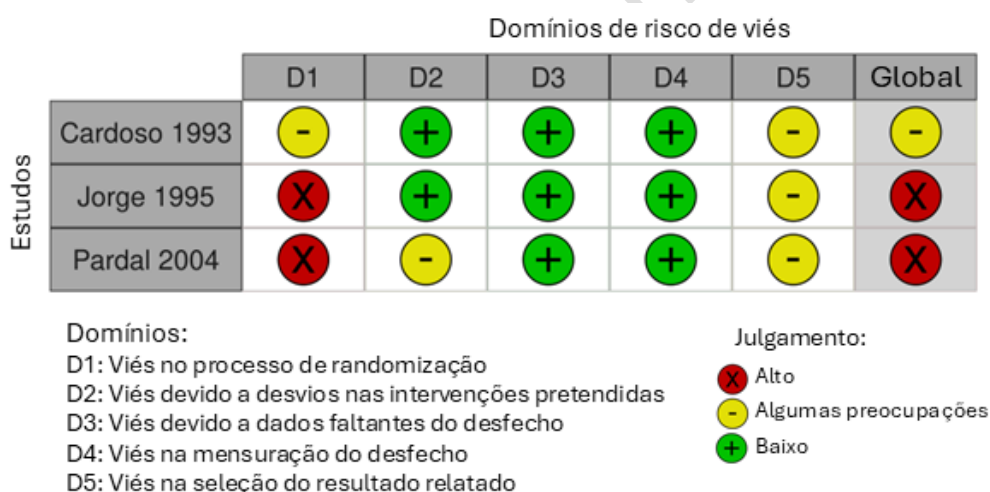 Domínios de risco de viés
D1 D2 D3 D4 D5 Global
Estudos
Cardoso 1993 - + + + - -
Jorge 1995 X + + + - X
Pardal 2004 X - + + - X
Domínios:
D1: Viés no processo de randomização
D2: Viés devido a desvios nas intervenções pretendidas
D3: Viés devido a dados faltantes do desfecho
D4: Viés na mensuração do desfecho
D5: Viés na seleção do resultado relatado
Julgamento:
X Alto
- Algumas preocupações
+ Baixo